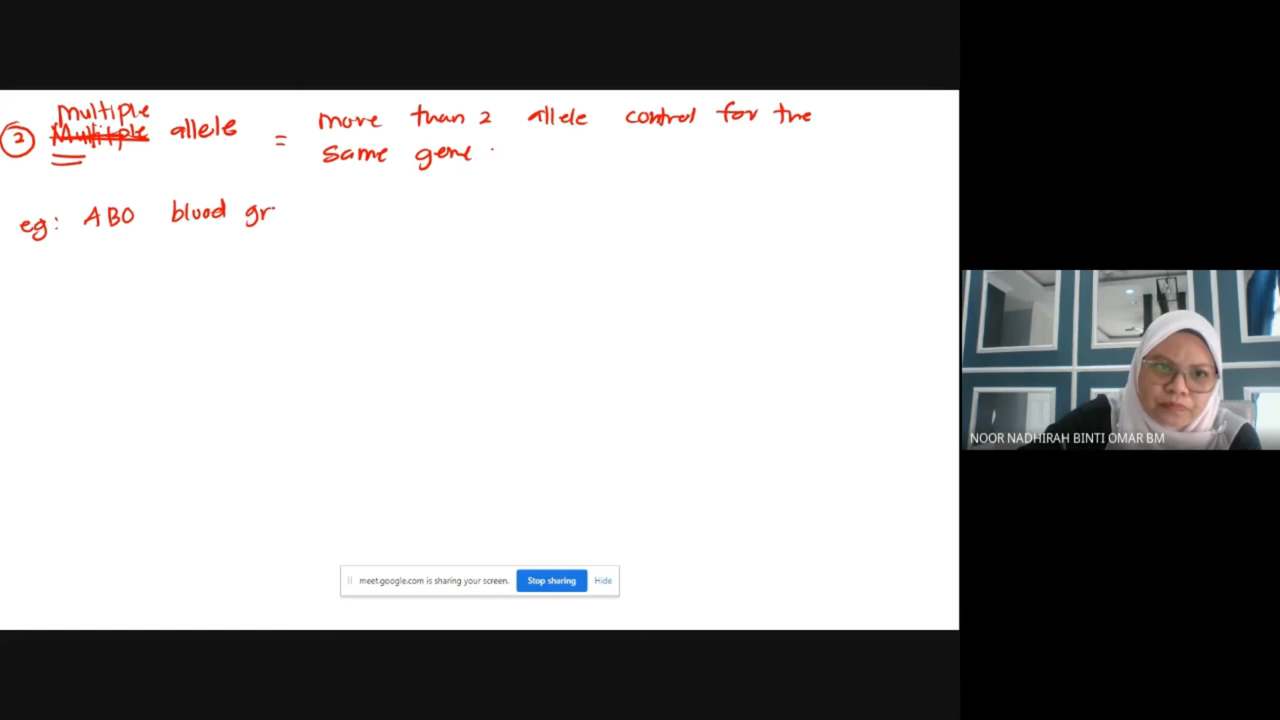 ② Multiple
Mulitple allele = more than 2 allele control for the
same gene.
eg: ABO blood gr
NOOR NADHIRAH BINTI OMAR BM
meet.google.com is sharing your screen. Stop sharing Hide